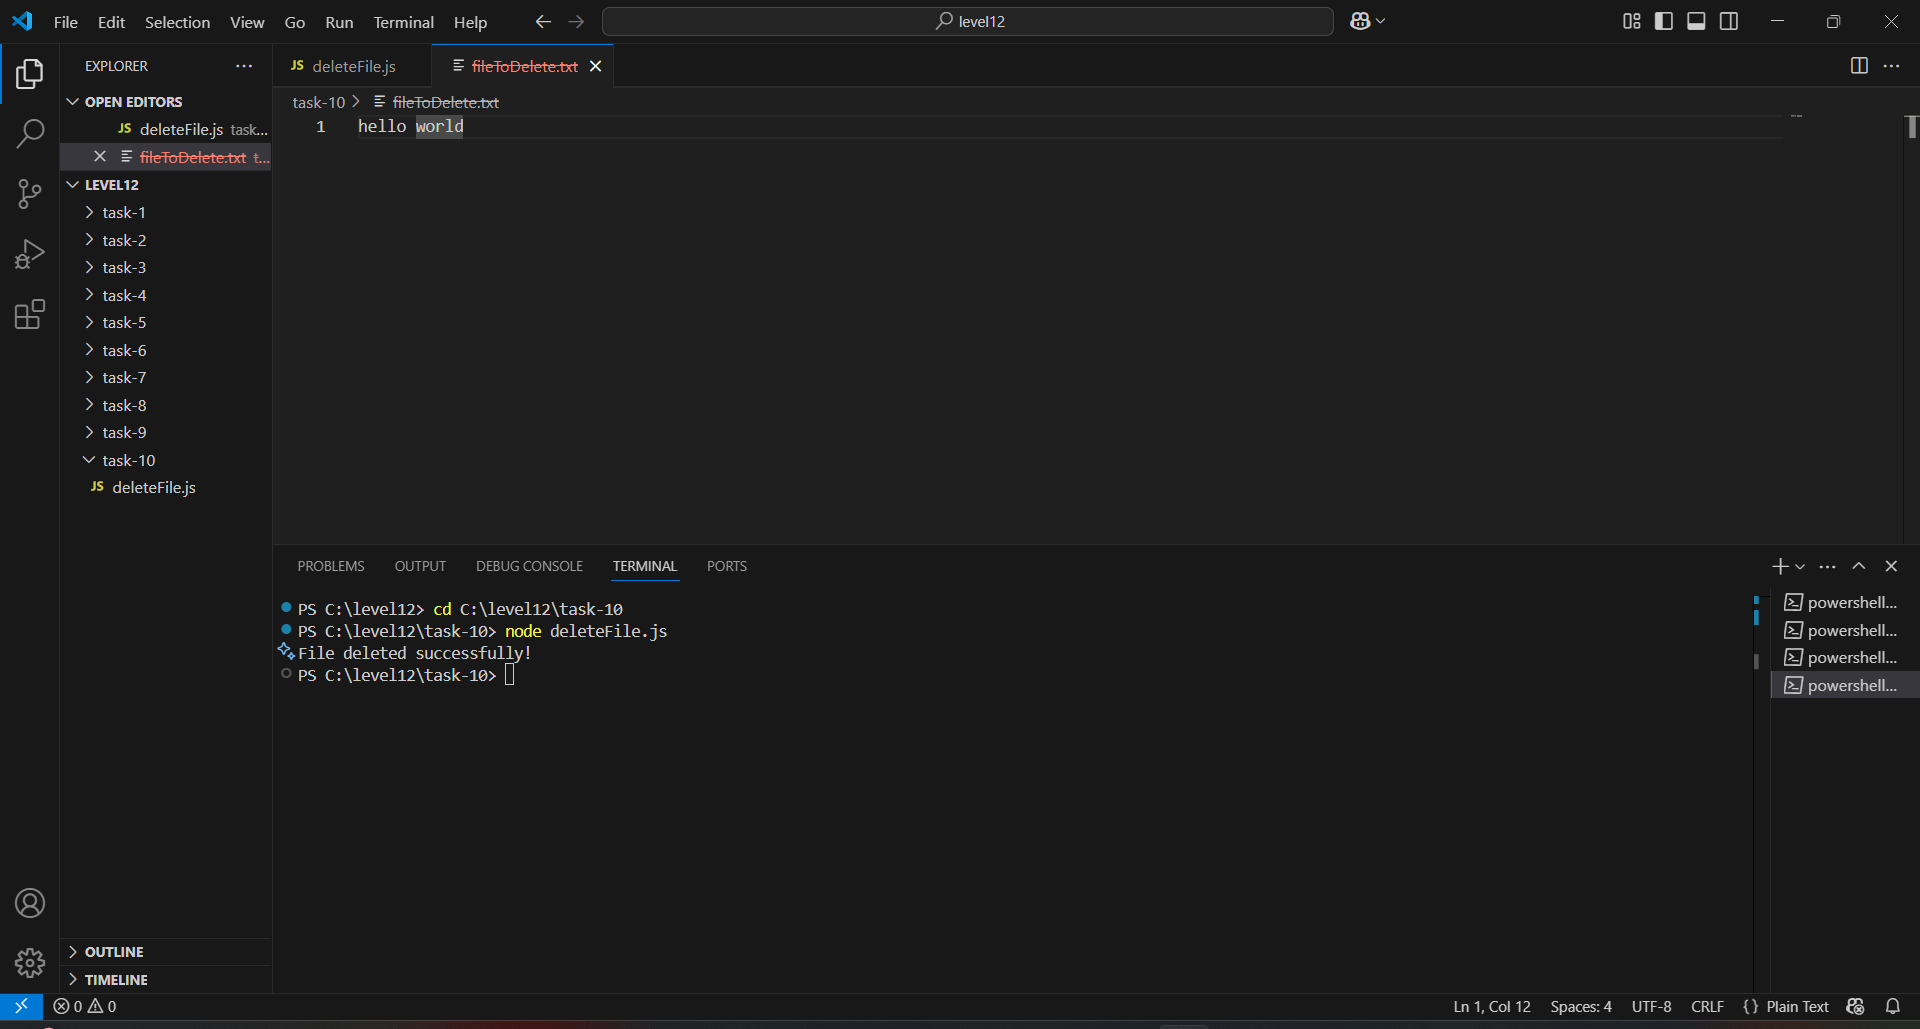 File Edit Selection View Go Run Terminal Help
level12
EXPLORER
OPEN EDITORS
JS deleteFile.js task...
fileToDelete.txt t...
LEVEL12
task-1
task-2
task-3
task-4
task-5
task-6
task-7
task-8
task-9
task-10
JS deleteFile.js
OUTLINE
TIMELINE
JS deleteFile.js
fileToDelete.txt
task-10 > fileToDelete.txt
1 hello world
PROBLEMS OUTPUT DEBUG CONSOLE TERMINAL PORTS
PS C:\level12> cd C:\level12\task-10
PS C:\level12\task-10> node deleteFile.js
File deleted successfully!
PS C:\level12\task-10>
powershell...
powershell...
powershell...
powershell...
0 0
Ln 1, Col 12 Spaces: 4 UTF-8 CRLF {} Plain Text